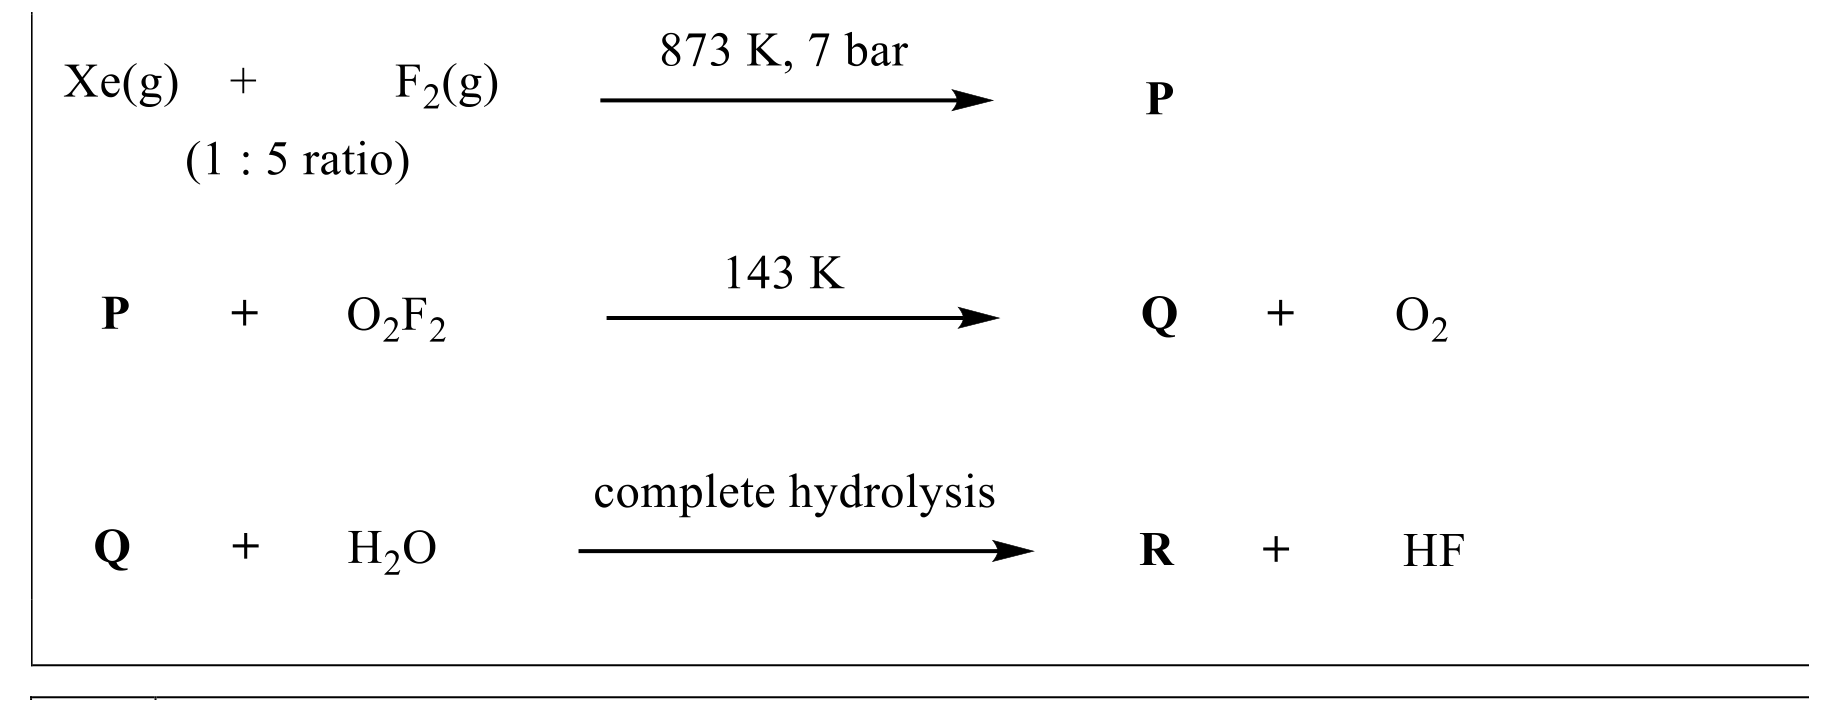 873 K, 7 bar
Xe(g) + F₂(g) P
(1 : 5 ratio)
143 K
P + O₂F₂ Q + O₂
complete hydrolysis
Q + H₂O R + HF